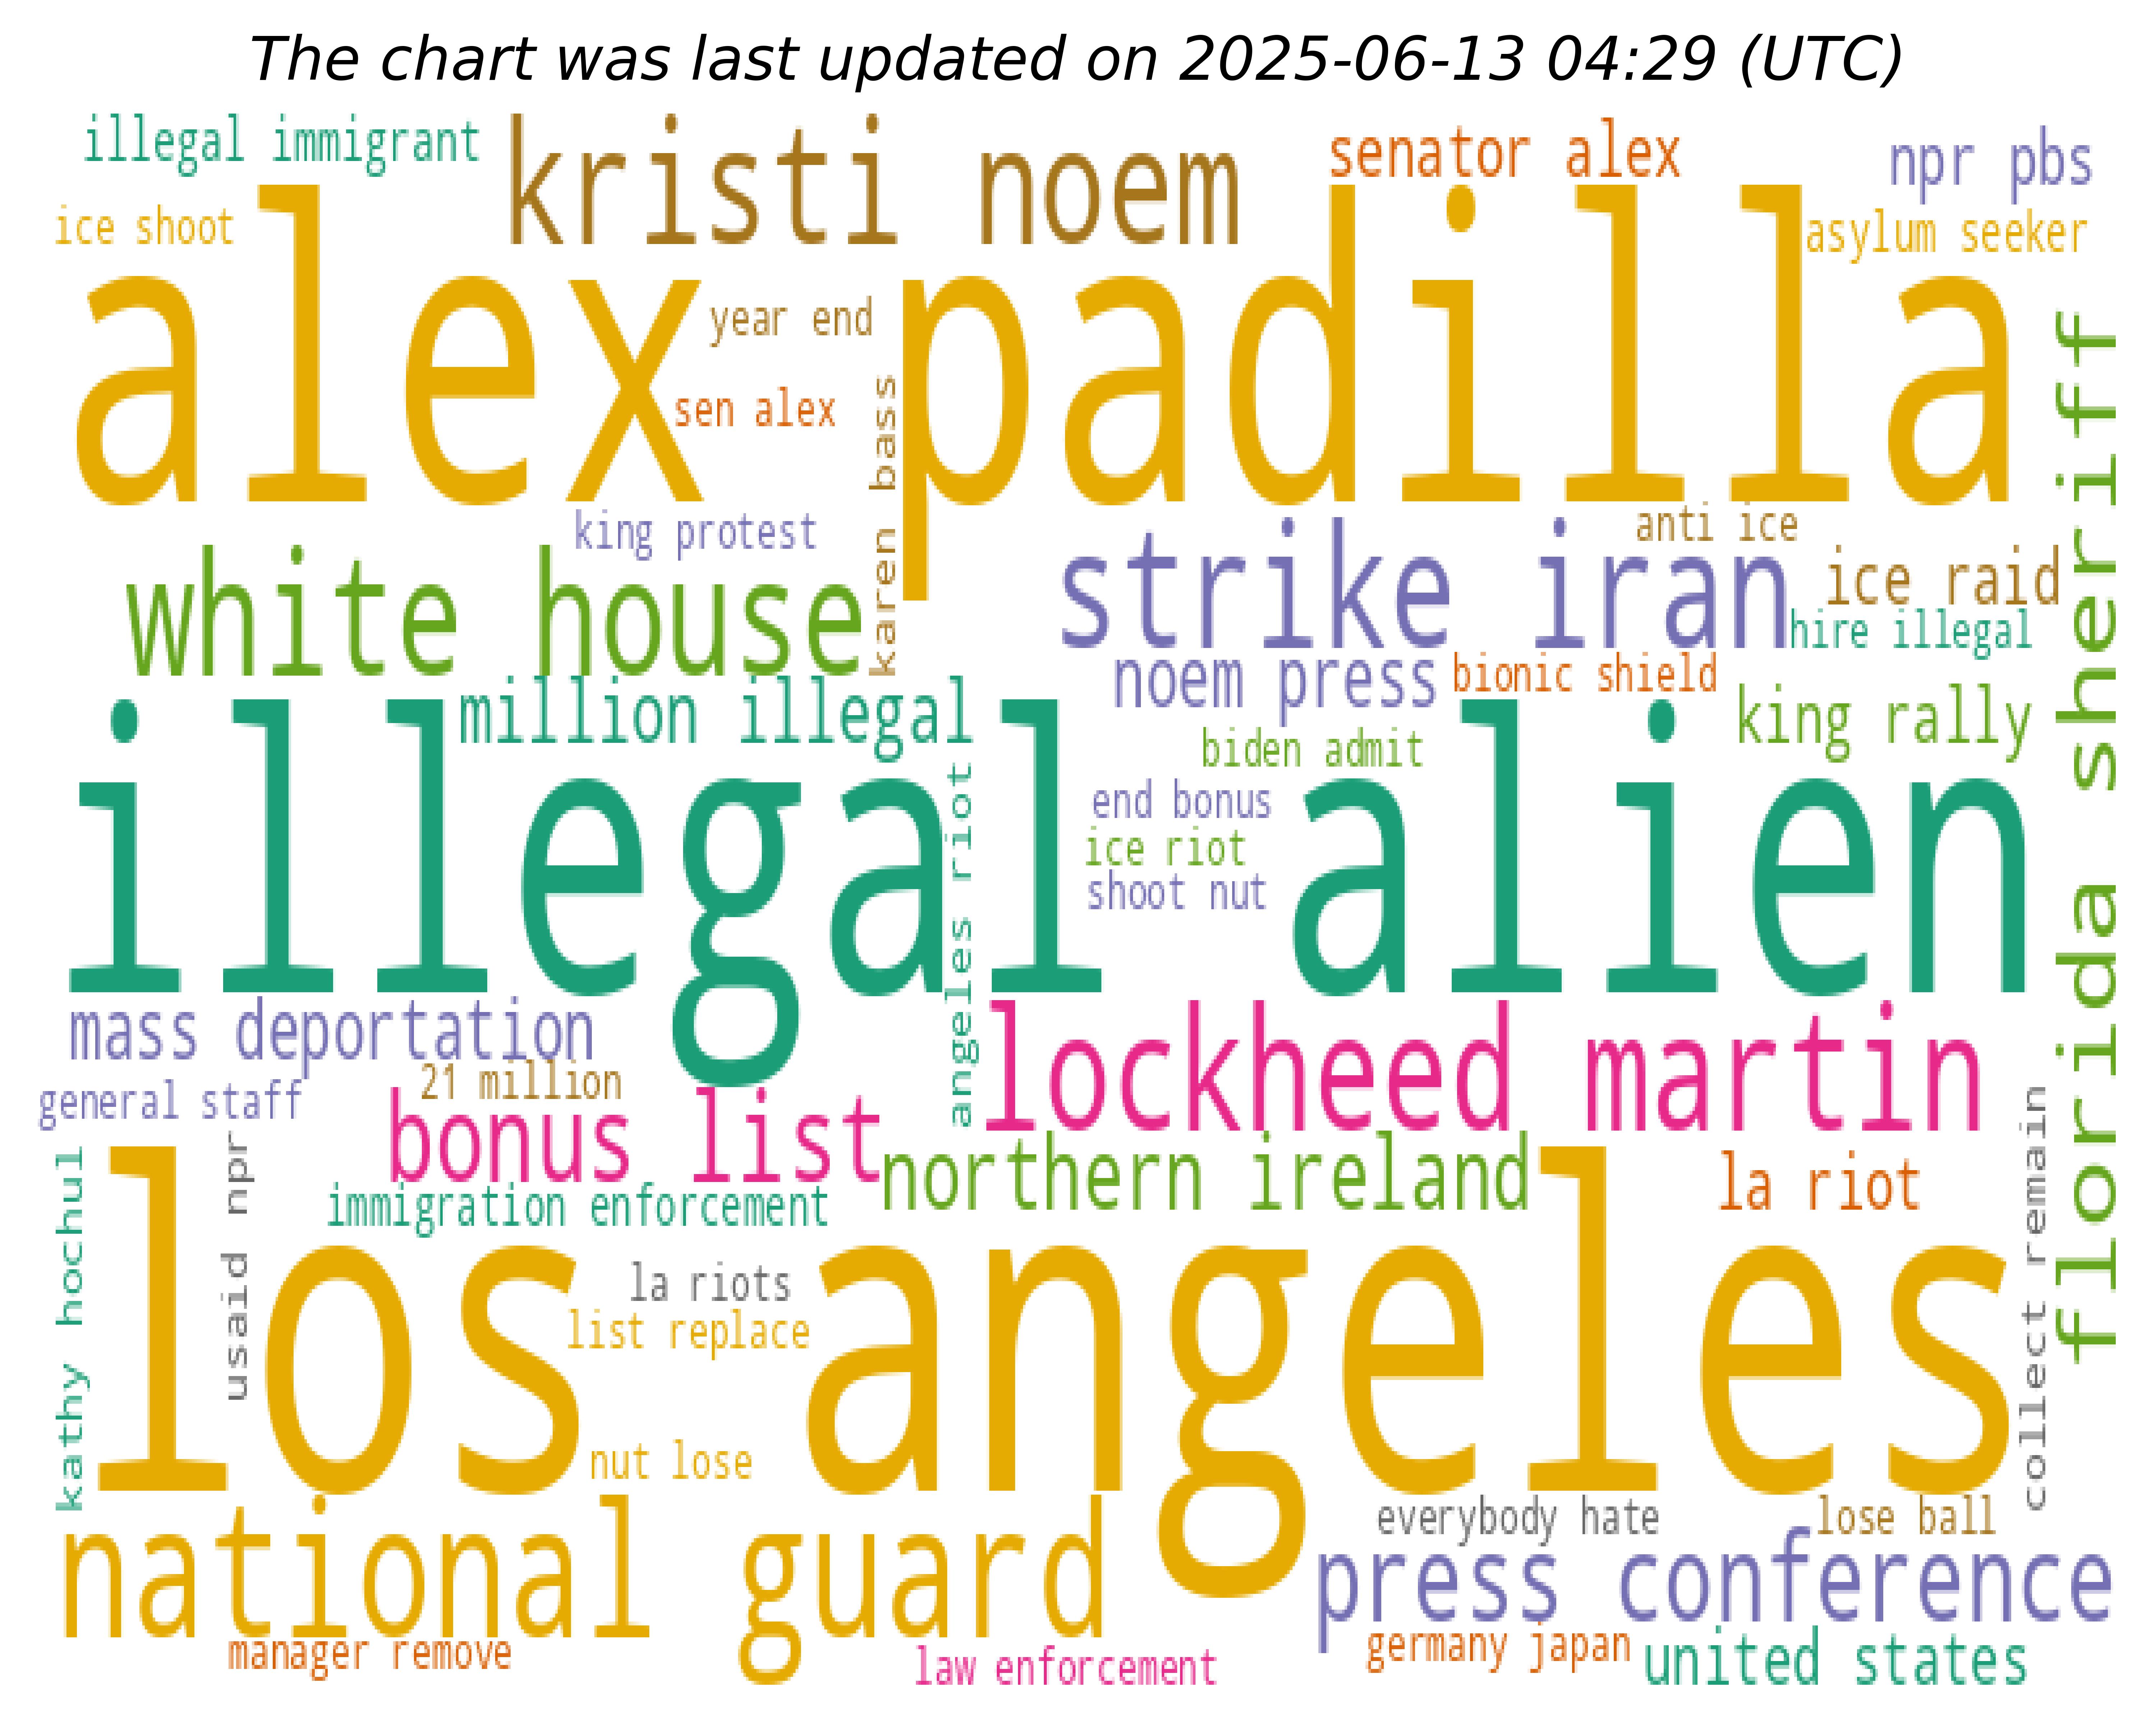 The chart was last updated on 2025-06-13 04:29 (UTC)
illegal immigrant
kristi noem
senator alex
npr pbs
ice shoot
asylum seeker
alex padilla
year end
sen alex
karen bass
florida sheriff
king protest
anti ice
white house
strike iran
ice raid
hire illegal
noem press
bionic shield
million illegal
king rally
biden admit
illegal alien
end bonus
ice riot
shoot nut
angeles riot
mass deportation
lockheed martin
21 million
general staff
bonus list
northern ireland
la riot
kathy hochul
usaid npr
immigration enforcement
collect remain
los angeles
la riots
list replace
nut lose
national guard
everybody hate
lose ball
press conference
manager remove
law enforcement
germany japan
united states